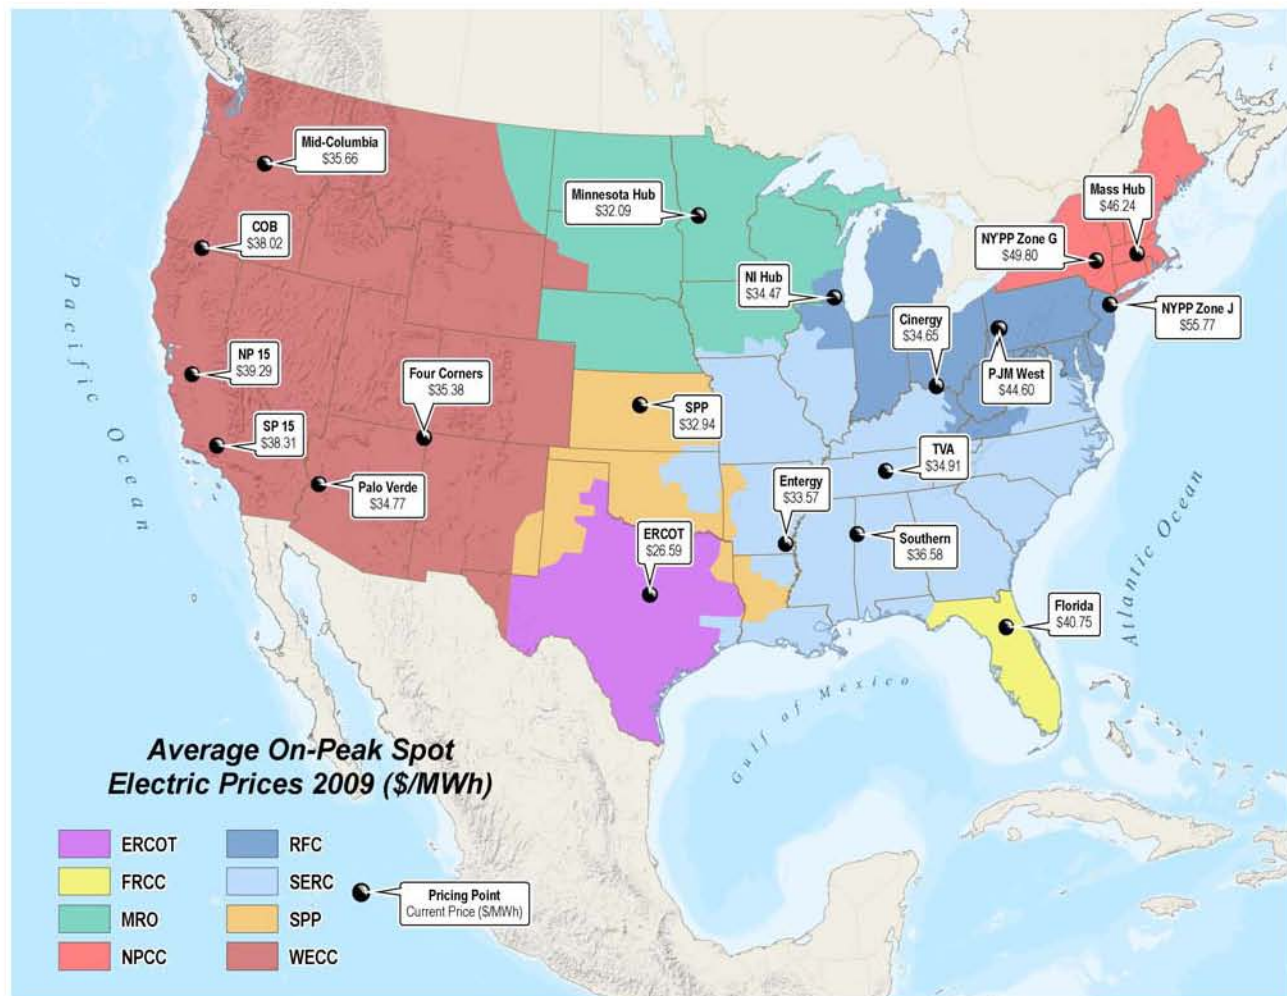 Mid-Columbia
$35.66
COB
$38.02
Minnesota Hub
$32.09
Mass Hub
$46.24
NYPP Zone G
$49.80
NI Hub
$34.47
NYPP Zone J
$55.77
Cinergy
$34.65
PJM West
$44.60
NP 15
$39.29
Four Corners
$35.38
SPP
$32.94
SP 15
$38.31
TVA
$34.91
Palo Verde
$34.77
Entergy
$33.57
ERCOT
$26.59
Southern
$36.58
Florida
$40.75
Pacific Ocean
Atlantic Ocean
Gulf of Mexico
Average On-Peak Spot
Electric Prices 2009 ($/MWh)
ERCOT
FRCC
MRO
NPCC
RFC
SERC
SPP
WECC
Pricing Point
Current Price ($/MWh)